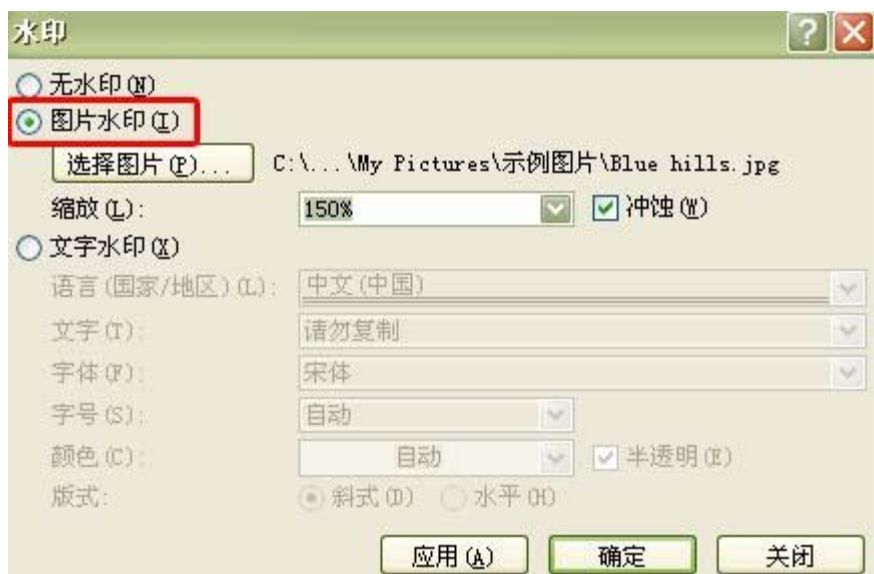 水印
无水印(N)
图片水印(I)
选择图片(P)... C:\...\My Pictures\示例图片\Blue hills.jpg
缩放(L): 150% 冲蚀(W)
文字水印(X)
语言(国家/地区)(L): 中文(中国)
文字(T): 请勿复制
字体(F): 宋体
字号(S): 自动
颜色(C): 自动 半透明(E)
版式: 斜式(D) 水平(H)
应用(A) 确定 关闭